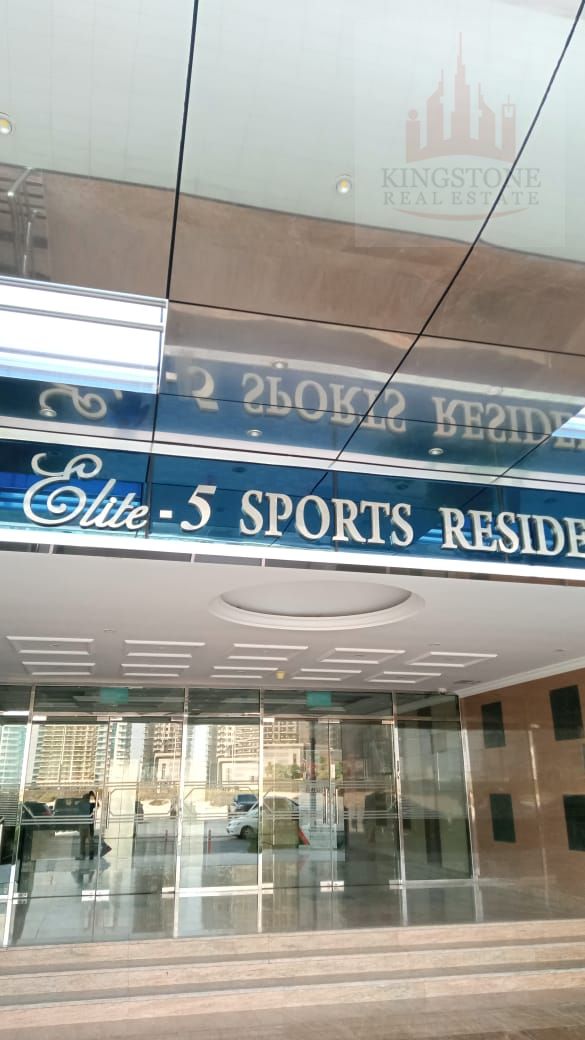 KINGSTONE
REAL ESTATE
Elite - 5 SPORTS RESIDE